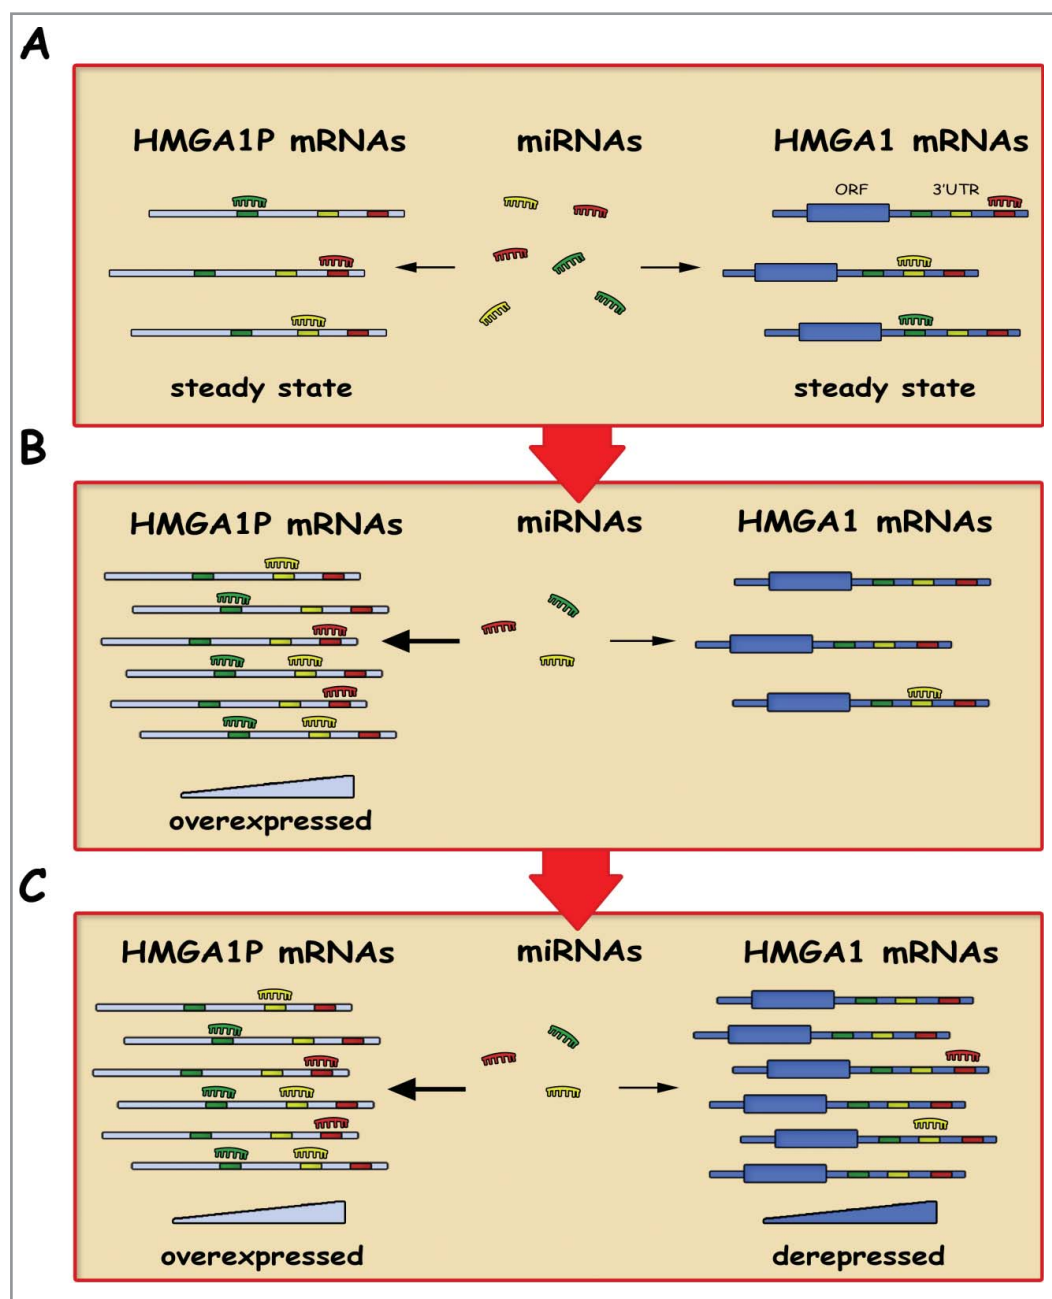 A
HMGA1P mRNAs
miRNAs
HMGA1 mRNAs
ORF
3'UTR
steady state
steady state
B
HMGA1P mRNAs
miRNAs
HMGA1 mRNAs
overexpressed
C
HMGA1P mRNAs
miRNAs
HMGA1 mRNAs
overexpressed
derepressed